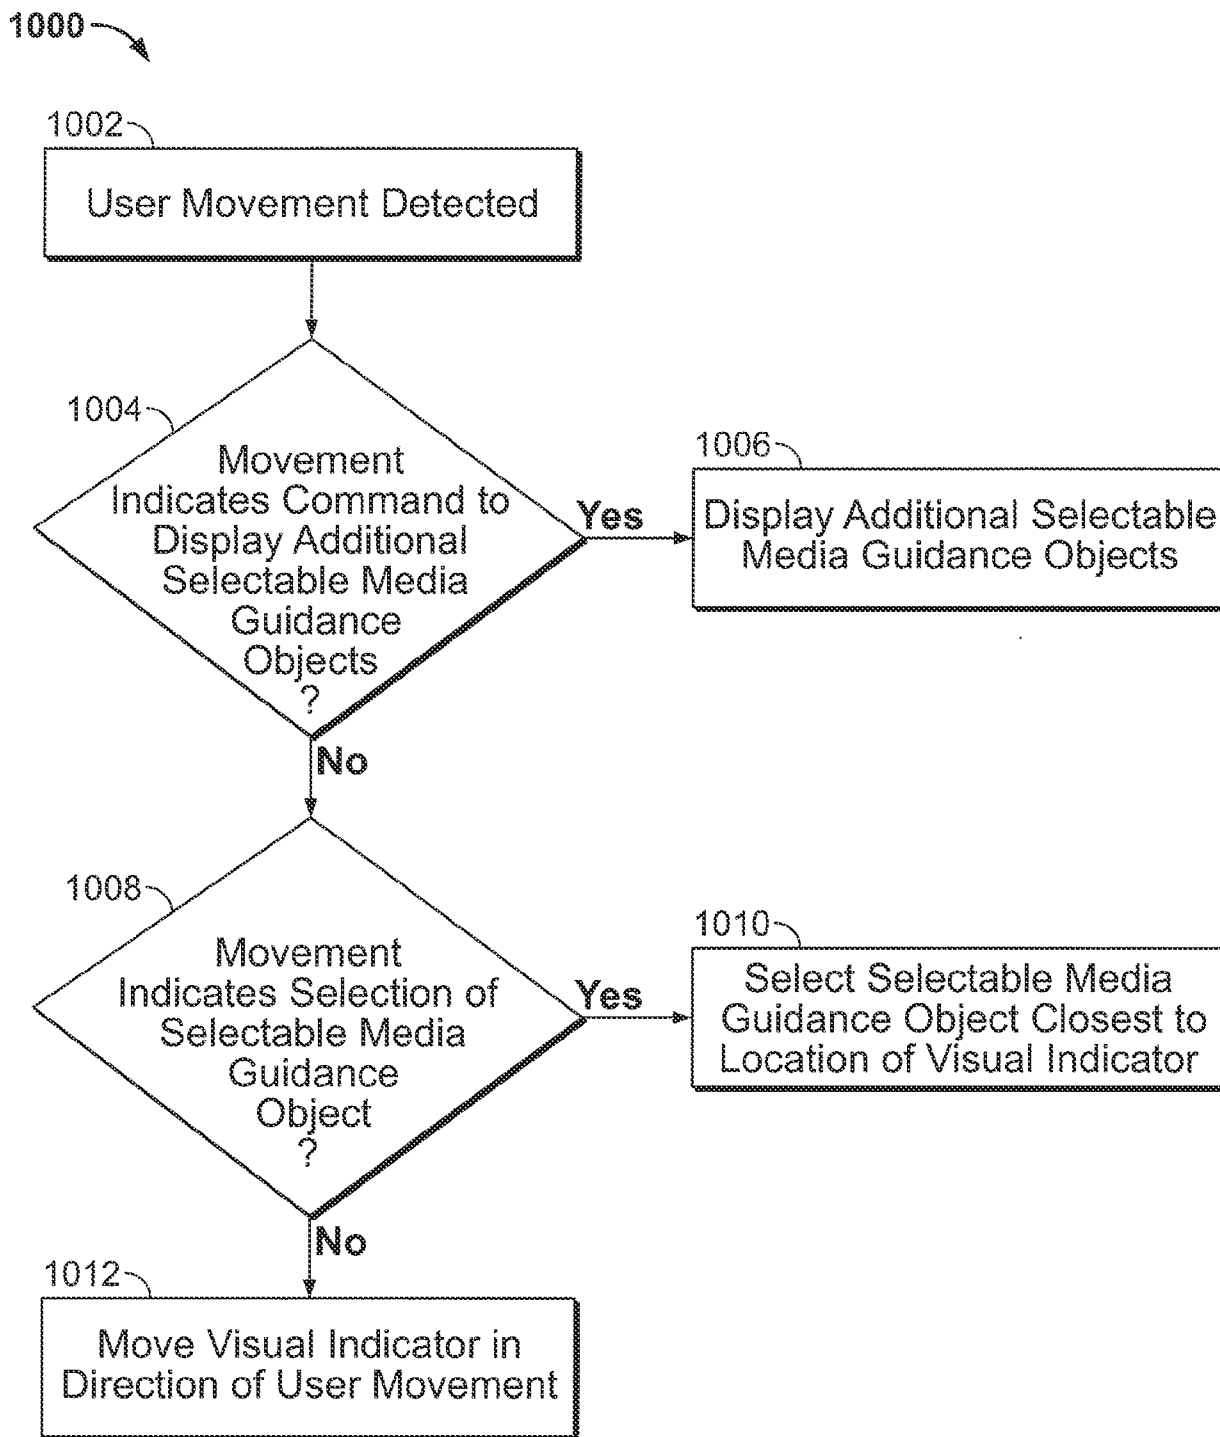 1000
1002
User Movement Detected
1004
Movement
Indicates Command to
Display Additional
Selectable Media
Guidance
Objects
?
Yes
1006
Display Additional Selectable
Media Guidance Objects
No
1008
Movement
Indicates Selection of
Selectable Media
Guidance
Object
?
Yes
1010
Select Selectable Media
Guidance Object Closest to
Location of Visual Indicator
No
1012
Move Visual Indicator in
Direction of User Movement